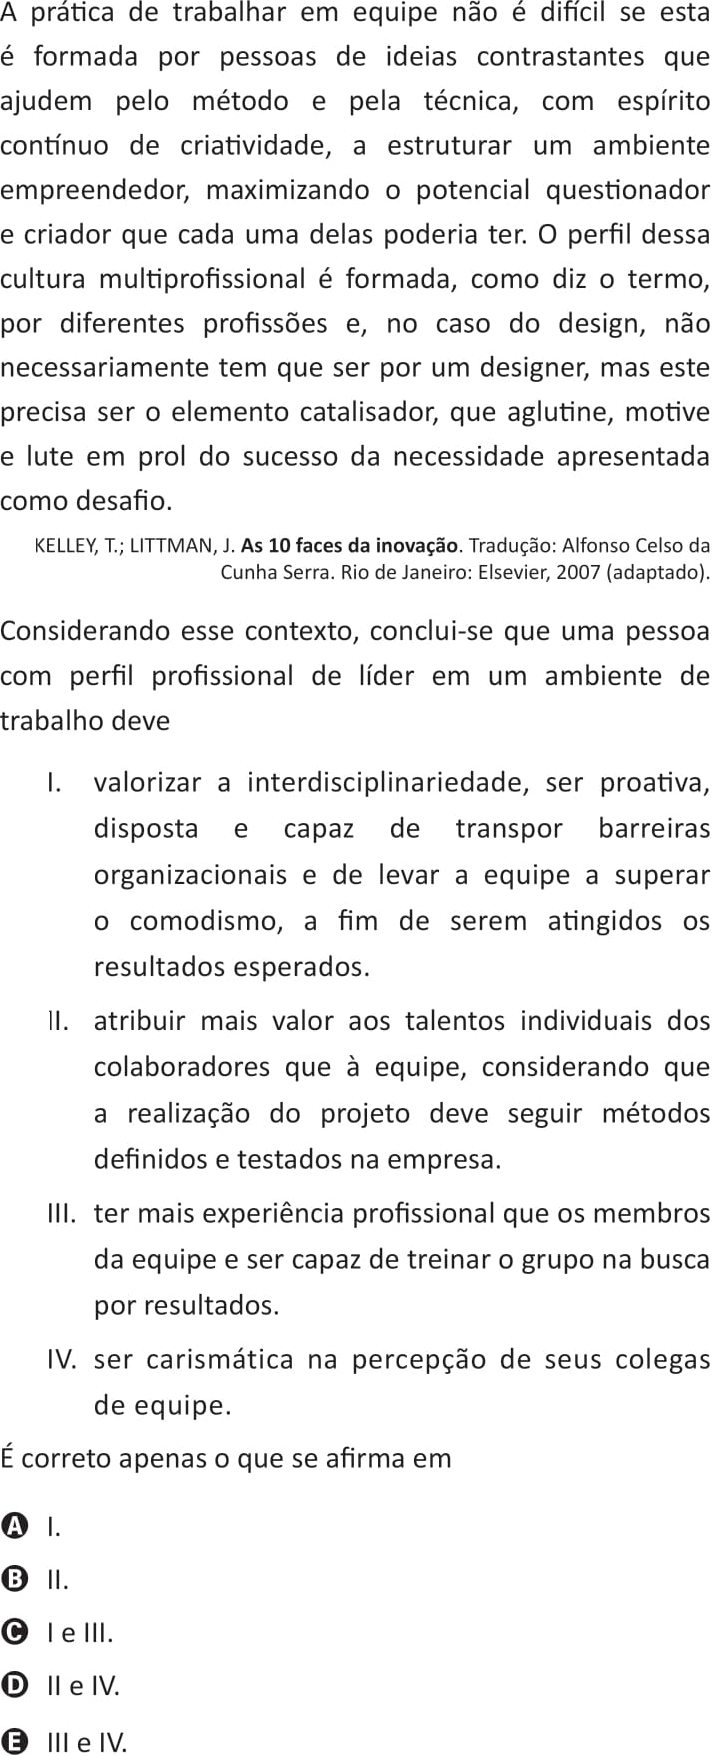 A prática de trabalhar em equipe não é difícil se esta
é formada por pessoas de ideias contrastantes que
ajudem pelo método e pela técnica, com espírito
contínuo de criatividade, a estruturar um ambiente
empreendedor, maximizando o potencial questionador
e criador que cada uma delas poderia ter. O perfil dessa
cultura multiprofissional é formada, como diz o termo,
por diferentes profissões e, no caso do design, não
necessariamente tem que ser por um designer, mas este
precisa ser o elemento catalisador, que aglutine, motive
e lute em prol do sucesso da necessidade apresentada
como desafio.
KELLEY, T.; LITTMAN, J. As 10 faces da inovação. Tradução: Alfonso Celso da
Cunha Serra. Rio de Janeiro: Elsevier, 2007 (adaptado).
Considerando esse contexto, conclui-se que uma pessoa
com perfil profissional de líder em um ambiente de
trabalho deve
I. valorizar a interdisciplinariedade, ser proativa,
disposta e capaz de transpor barreiras
organizacionais e de levar a equipe a superar
o comodismo, a fim de serem atingidos os
resultados esperados.
II. atribuir mais valor aos talentos individuais dos
colaboradores que à equipe, considerando que
a realização do projeto deve seguir métodos
definidos e testados na empresa.
III. ter mais experiência profissional que os membros
da equipe e ser capaz de treinar o grupo na busca
por resultados.
IV. ser carismática na percepção de seus colegas
de equipe.
É correto apenas o que se afirma em
A I.
B II.
C I e III.
D II e IV.
E III e IV.